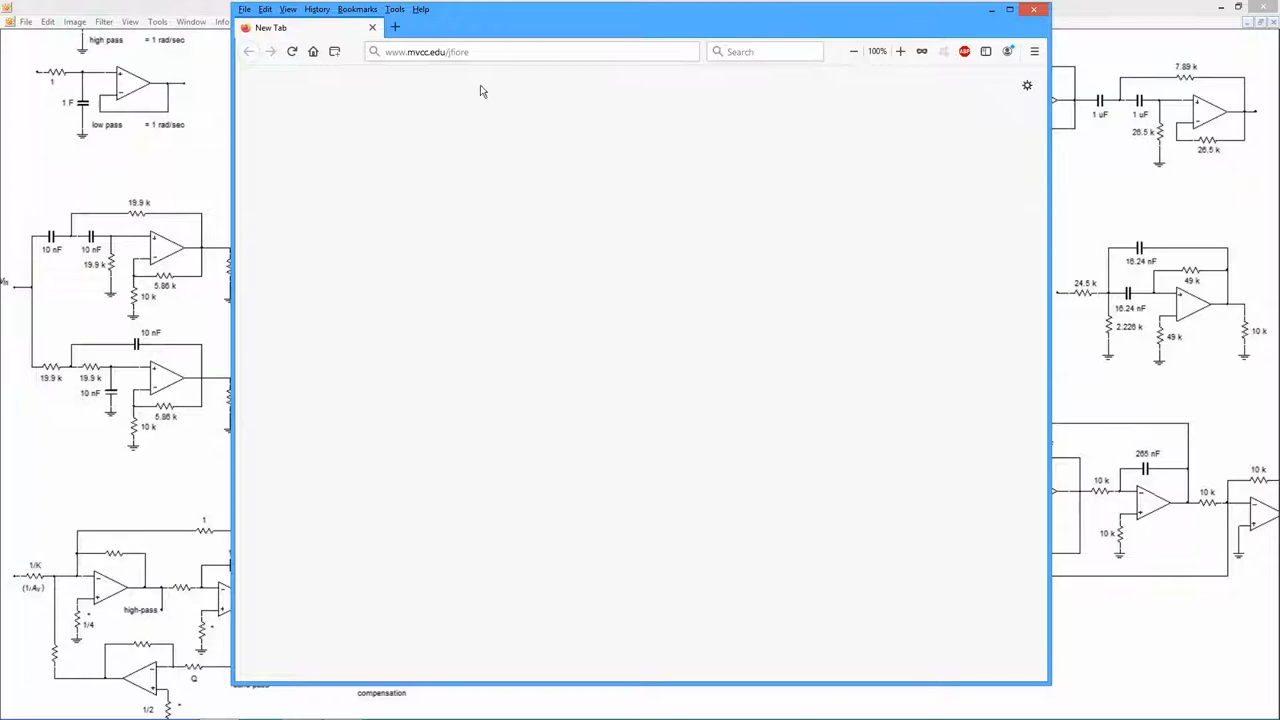 File Edit View History Bookmarks Tools Help
New Tab
www.mvcc.edu/jfiore
Search
100%
ABP
File Edit Image Filter View Tools Window
high pass = 1 rad/sec
1
1 F
low pass = 1 rad/sec
19.9 k
10 nF 10 nF
19.9 k
5.86 k
10 k
10 nF
19.9 k 19.9 k
10 nF
5.86 k
10 k
1
1/K
(1/Av)
high-pass
*
1/4
*
Q
1/2
*
compensation
7.89 k
1 uF 1 uF
26.5 k
26.5 k
16.24 nF
24.5 k
49 k
16.24 nF
2.226 k
49 k
10 k
265 nF
10 k
10 k
10 k
10 k